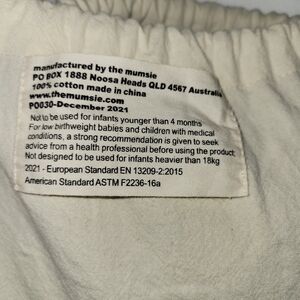 manufactured by the mumsie
PO BOX 1888 Noosa Heads QLD 4567 Australia
100% cotton made in china
www.themumsie.com
PO030-December 2021
Not to be used for infants younger than 4 months
For low birthweight babies and children with medical
conditions, a strong recommendation is given to seek
advice from a health professional before using the product;
Not designed to be used for infants heavier than 18kg
2021 - European Standard EN 13209-2:2015
American Standard ASTM F2236-16a